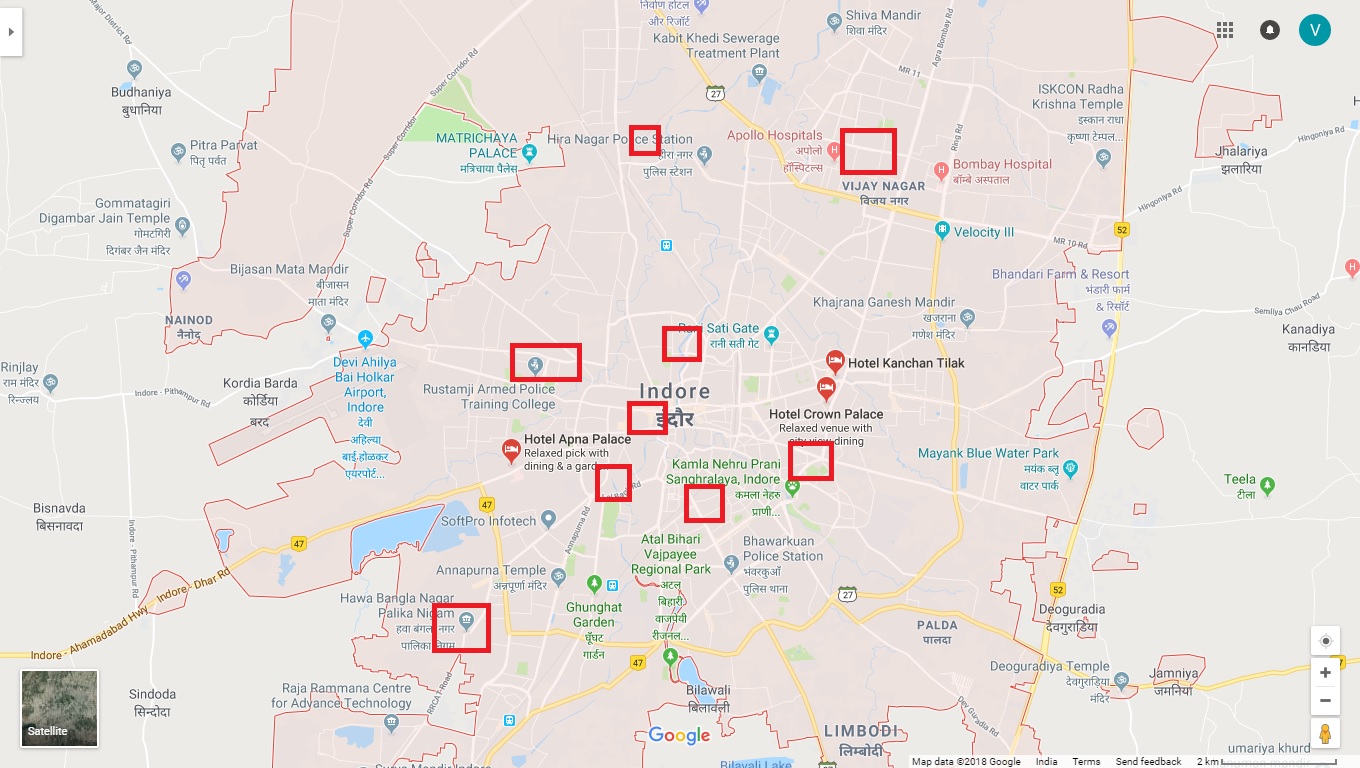 निर्वाण होटल
और रिजॉर्ट
Shiva Mandir
शिवा मंदिर
V
Major District Rd
Super Corridor Rd
Kabit Khedi Sewerage
Treatment Plant
Agra Bombay Rd
MR 11
27
Budhaniya
बुधानिया
ISKCON Radha
Krishna Temple
इस्कान राधा
कृष्णा टेम्पल...
Super Corridor
Pitra Parvat
पितृ पर्वत
MATRICHAYA
PALACE
मत्रिचाया पैलेस
Hira Nagar Police Station
हीरा नगर
पुलिस स्टेशन
Apollo Hospitals
अपोलो
हॉस्पिटल्स
Ring Rd
Bombay Hospital
बॉम्बे अस्पताल
Hingoniya Rd
Jhalariya
झलारिया
VIJAY NAGAR
विजय नगर
Hingoniya Rd
Gommatagiri
Digambar Jain Temple
गोमटगिरी
दिगंबर जैन मंदिर
Super Corridor Rd
Velocity III
MR 10 Rd
52
Bijasan Mata Mandir
बीजासन
माता मंदिर
Bhandari Farm & Resort
भंडारी फार्म
& रिसॉर्ट
NAINOD
नैनोद
Khajrana Ganesh Mandir
खजराना
गणेश मंदिर
Semliya Chau Road
Kanadiya
कानडिया
Rani Sati Gate
रानी सती गेट
Rinjlay
राम मंदिर
रिन्जलय
Devi Ahilya
Bai Holkar
Airport,
Indore
देवी
अहिल्या
बाई होळकर
एयरपोर्ट...
Hotel Kanchan Tilak
Kordia Barda
कोर्डिया
बरद
Indore - Pithampur Rd
Rustamji Armed Police
Training College
Indore
इंदौर
Hotel Crown Palace
Relaxed venue with
city-view dining
Hotel Apna Palace
Relaxed pick with
dining & a garden
Kamla Nehru Prani
Sanghralaya, Indore
कमला नेहरु
प्राणी...
Mayank Blue Water Park
मयंक ब्लू
वाटर पार्क
Teela
टीला
Bisnavada
बिसनावदा
Indore - Pithampur Rd
47
SoftPro Infotech
Annapurna Rd
47
Atal Bihari
Vajpayee
Regional Park
अटल
बिहारी
वाजपेयी
रीजनल...
Bhawarkuan
Police Station
भंवरकुआँ
पुलिस थाना
Annapurna Temple
अन्नपूर्णा मंदिर
Indore - Ahamadabad Hwy
Indore - Dhar Rd
Hawa Bangla Nagar
Palika Nigam
हवा बंगला नगर
पालिका निगम
Ghunghat
Garden
घूँघट
गार्डन
27
52
Deoguradia
देवगुराडिया
PALDA
पालदा
47
Deoguradiya Temple
देवगुराडिया
मंदिर
Jamniya
जमनिया
Sindoda
सिन्दोदा
Raja Rammana Centre
for Advance Technology
RRCAT Road
Bilawali
बिलावली
Satellite
Google
LIMBODI
लिम्बोदी
umariya khurd
Bilavali Lake
Map data ©2018 Google
India
Terms
Send feedback
2 km